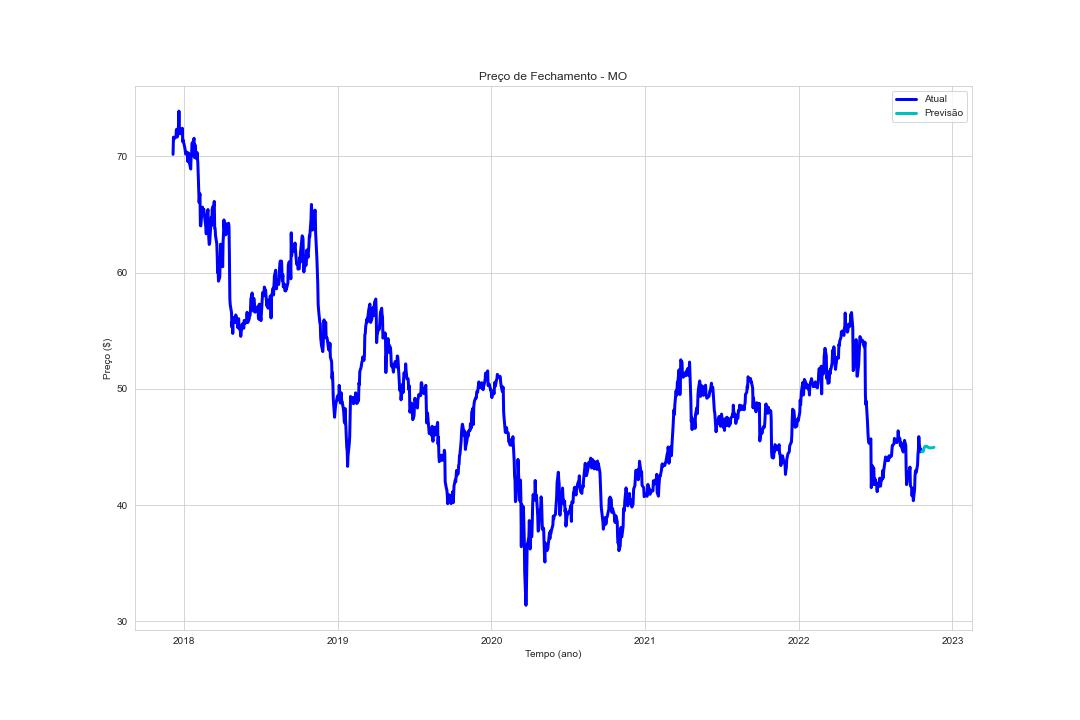 Preço de Fechamento - MO
Atual
Previsão
Preço ($)
70
60
50
40
30
2018 2019 2020 2021 2022 2023
Tempo (ano)